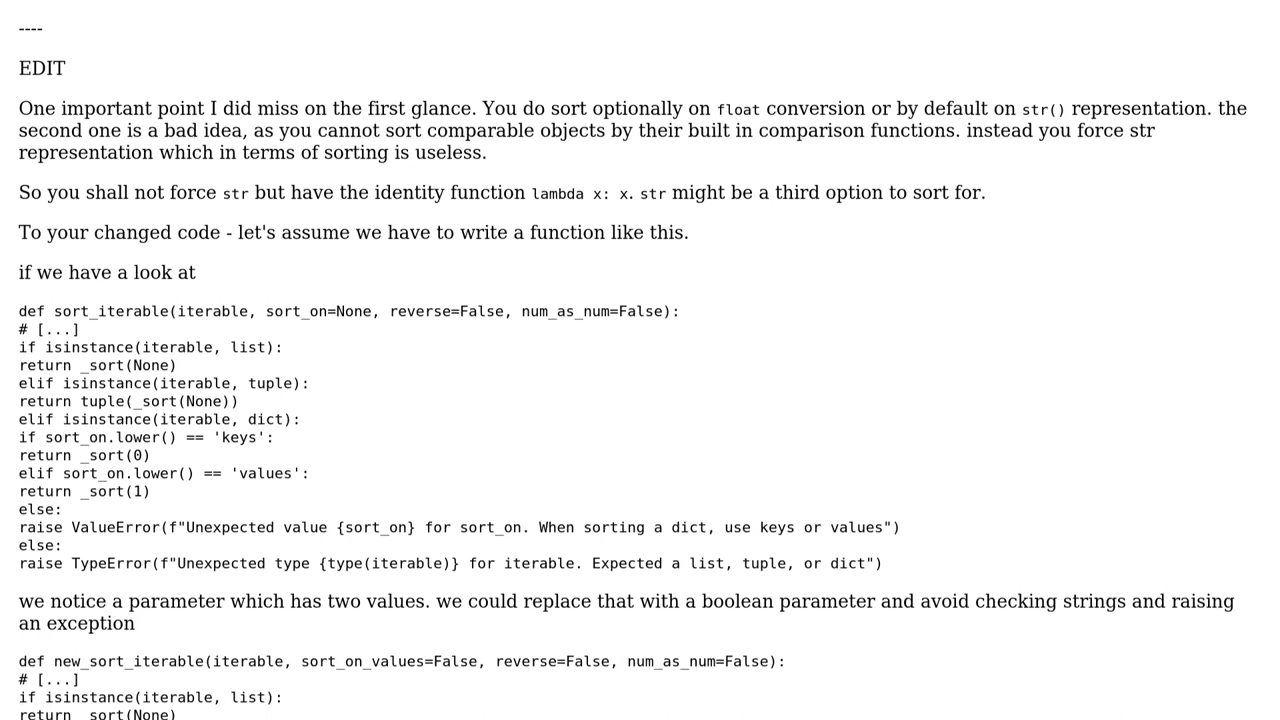 ----
EDIT
One important point I did miss on the first glance. You do sort optionally on float conversion or by default on str() representation. the
second one is a bad idea, as you cannot sort comparable objects by their built in comparison functions. instead you force str
representation which in terms of sorting is useless.
So you shall not force str but have the identity function lambda x: x. str might be a third option to sort for.
To your changed code - let's assume we have to write a function like this.
if we have a look at
def sort_iterable(iterable, sort_on=None, reverse=False, num_as_num=False):
# [...]
if isinstance(iterable, list):
return _sort(None)
elif isinstance(iterable, tuple):
return tuple(_sort(None))
elif isinstance(iterable, dict):
if sort_on.lower() == 'keys':
return _sort(0)
elif sort_on.lower() == 'values':
return _sort(1)
else:
raise ValueError(f"Unexpected value {sort_on} for sort_on. When sorting a dict, use keys or values")
else:
raise TypeError(f"Unexpected type {type(iterable)} for iterable. Expected a list, tuple, or dict")
we notice a parameter which has two values. we could replace that with a boolean parameter and avoid checking strings and raising
an exception
def new_sort_iterable(iterable, sort_on_values=False, reverse=False, num_as_num=False):
# [...]
if isinstance(iterable, list):
return _sort(None)